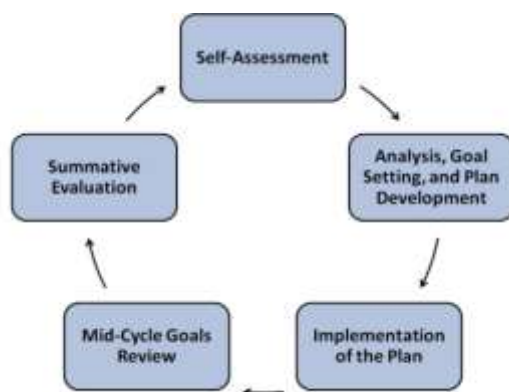 Self-Assessment
Analysis, Goal
Setting, and Plan
Development
Implementation
of the Plan
Mid-Cycle Goals
Review
Summative
Evaluation